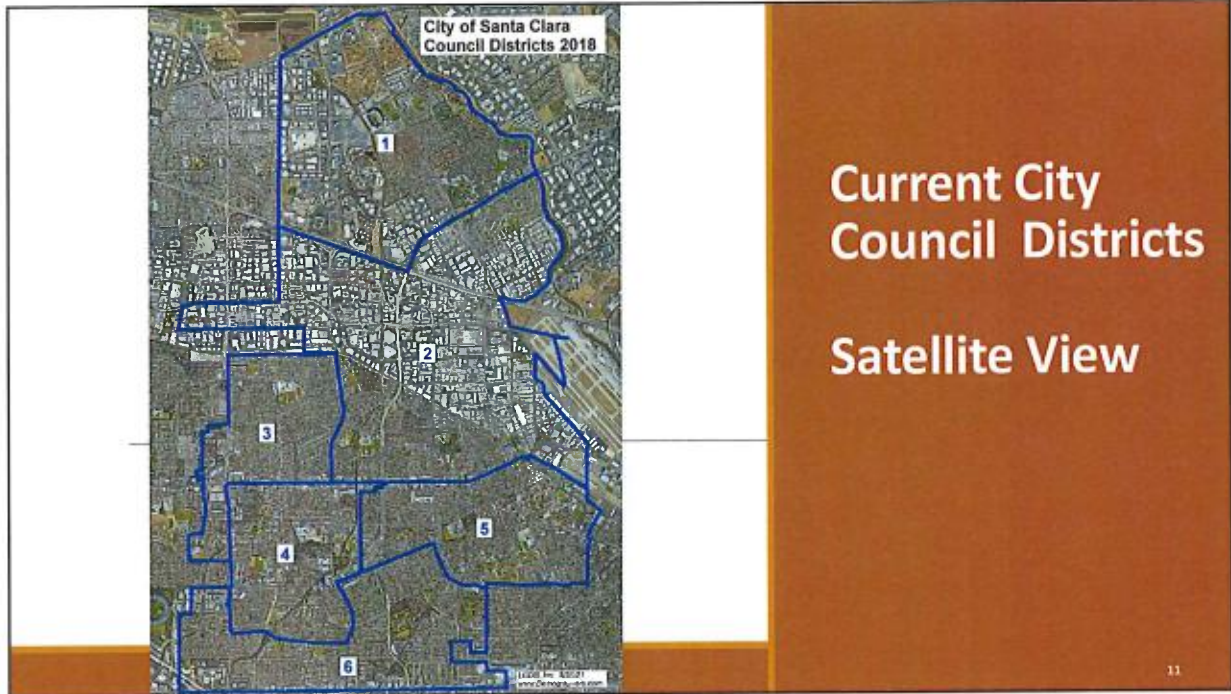 City of Santa Clara
Council Districts 2018
1
2
3
4
5
6
Current City
Council Districts
Satellite View
11